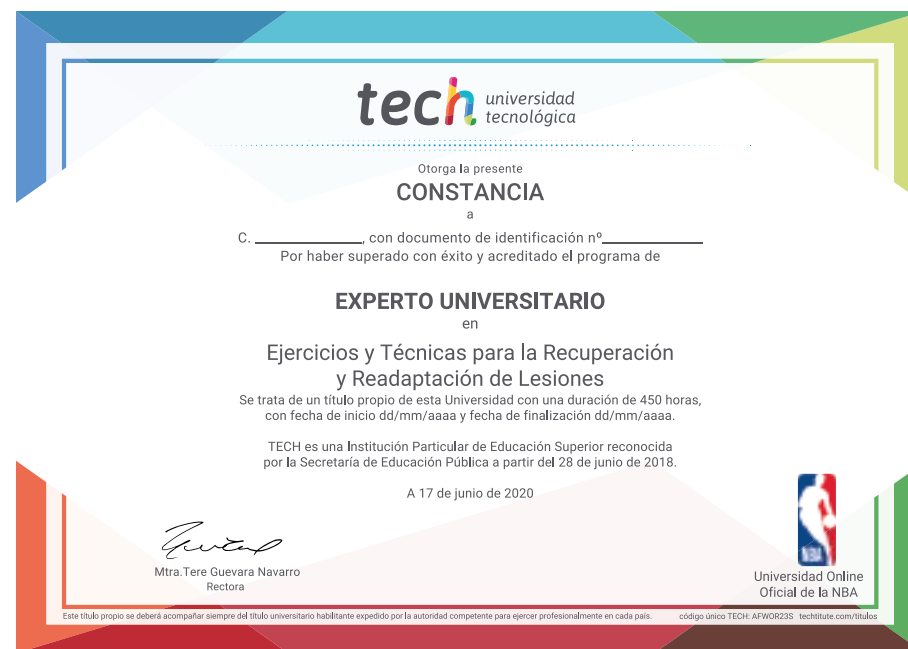 tech universidad
tecnológica
Otorga la presente
CONSTANCIA
a
C. ______________, con documento de identificación nº_____________
Por haber superado con éxito y acreditado el programa de
EXPERTO UNIVERSITARIO
en
Ejercicios y Técnicas para la Recuperación
y Readaptación de Lesiones
Se trata de un título propio de esta Universidad con una duración de 450 horas,
con fecha de inicio dd/mm/aaaa y fecha de finalización dd/mm/aaaa.
TECH es una Institución Particular de Educación Superior reconocida
por la Secretaría de Educación Pública a partir del 28 de junio de 2018.
A 17 de junio de 2020
Mtra.Tere Guevara Navarro
Rectora
NBA
Universidad Online
Oficial de la NBA
Este título propio se deberá acompañar siempre del título universitario habilitante expedido por la autoridad competente para ejercer profesionalmente en cada país. código único TECH: AFWOR23S techtitute.com/titulos